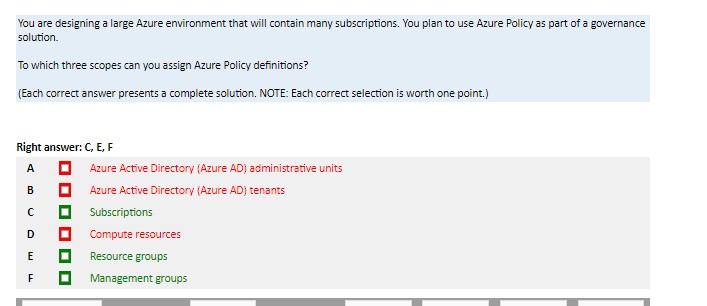 You are designing a large Azure environment that will contain many subscriptions. You plan to use Azure Policy as part of a governance
solution.
To which three scopes can you assign Azure Policy definitions?
(Each correct answer presents a complete solution. NOTE: Each correct selection is worth one point.)
Right answer: C, E, F
A Azure Active Directory (Azure AD) administrative units
B Azure Active Directory (Azure AD) tenants
C Subscriptions
D Compute resources
E Resource groups
F Management groups